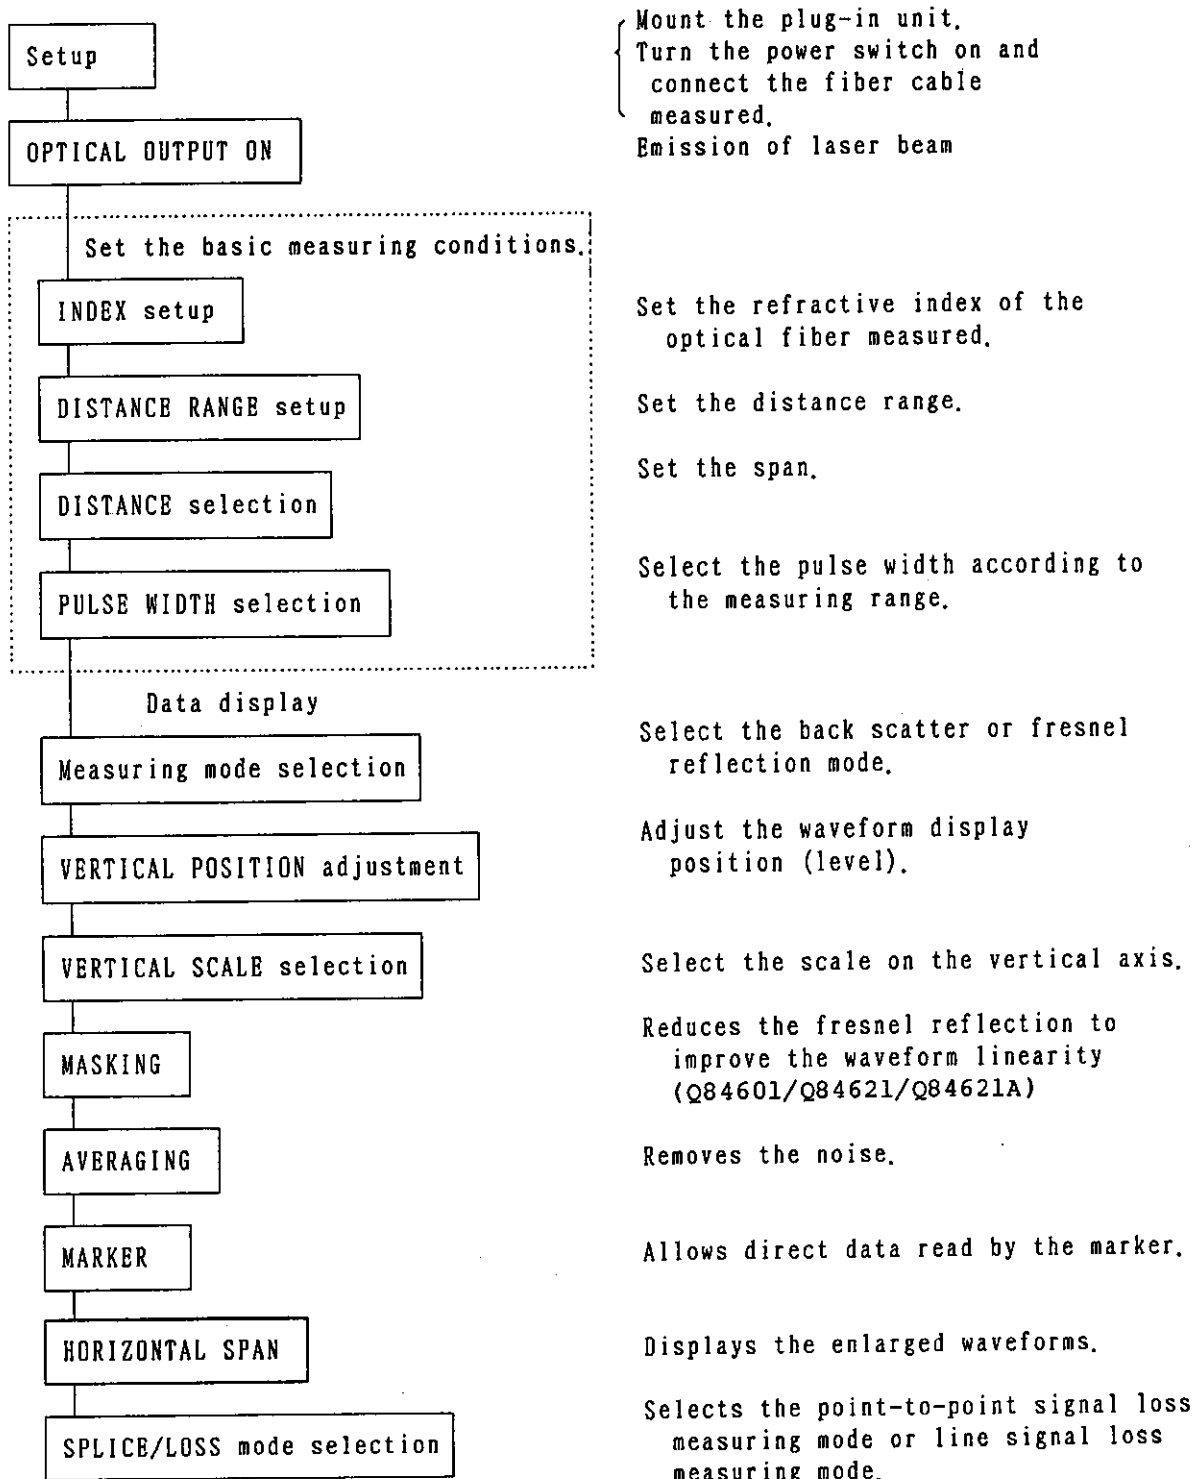 Setup
Mount the plug-in unit.
Turn the power switch on and
connect the fiber cable
measured.
OPTICAL OUTPUT ON
Emission of laser beam
Set the basic measuring conditions.
INDEX setup
Set the refractive index of the
optical fiber measured.
DISTANCE RANGE setup
Set the distance range.
DISTANCE selection
Set the span.
PULSE WIDTH selection
Select the pulse width according to
the measuring range.
Data display
Measuring mode selection
Select the back scatter or fresnel
reflection mode.
VERTICAL POSITION adjustment
Adjust the waveform display
position (level).
VERTICAL SCALE selection
Select the scale on the vertical axis.
MASKING
Reduces the fresnel reflection to
improve the waveform linearity
(Q84601/Q84621/Q84621A)
AVERAGING
Removes the noise.
MARKER
Allows direct data read by the marker.
HORIZONTAL SPAN
Displays the enlarged waveforms.
SPLICE/LOSS mode selection
Selects the point-to-point signal loss
measuring mode or line signal loss
measuring mode.